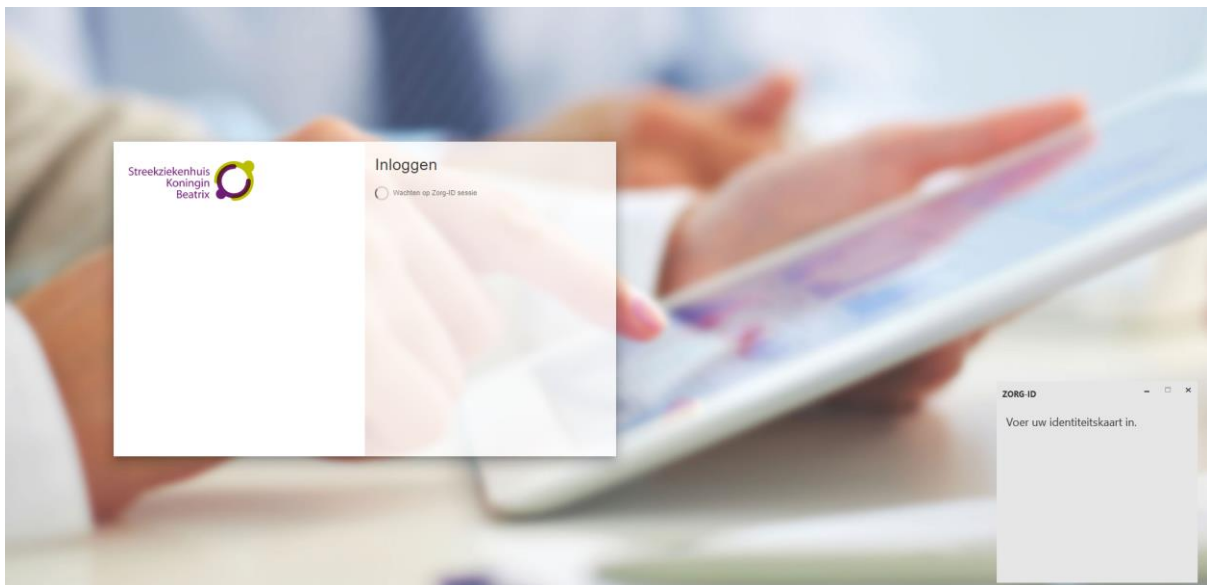 Streekziekenhuis
Koningin
Beatrix
Inloggen
Wachten op Zorg-ID sessie
ZORG-ID
Voer uw identiteitskaart in.